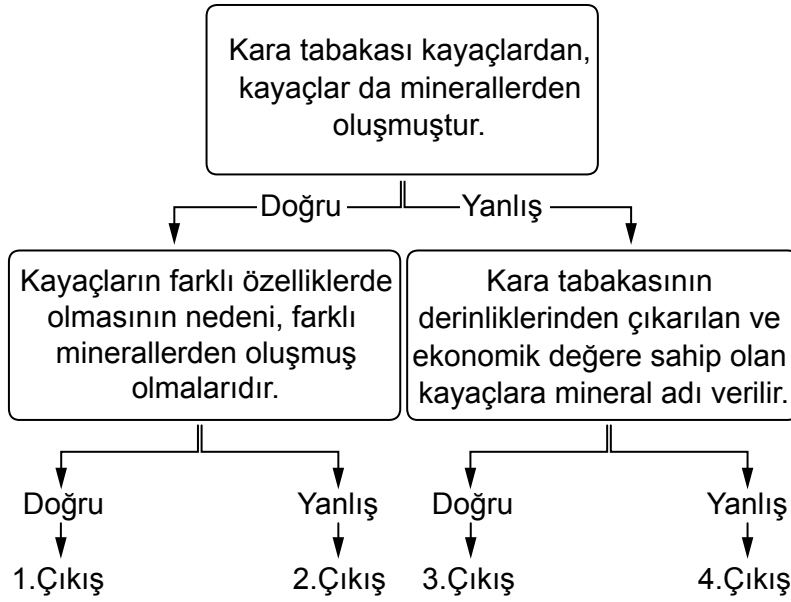 Kara tabakası kayaçlardan,
kayaçlar da minerallerden
oluşmuştur.
Doğru
Yanlış
Kayaçların farklı özelliklerde
olmasının nedeni, farklı
minerallerden oluşmuş
olmalarıdır.
Kara tabakasının
derinliklerinden çıkarılan ve
ekonomik değere sahip olan
kayaçlara mineral adı verilir.
Doğru
Yanlış
Doğru
Yanlış
1.Çıkış
2.Çıkış
3.Çıkış
4.Çıkış